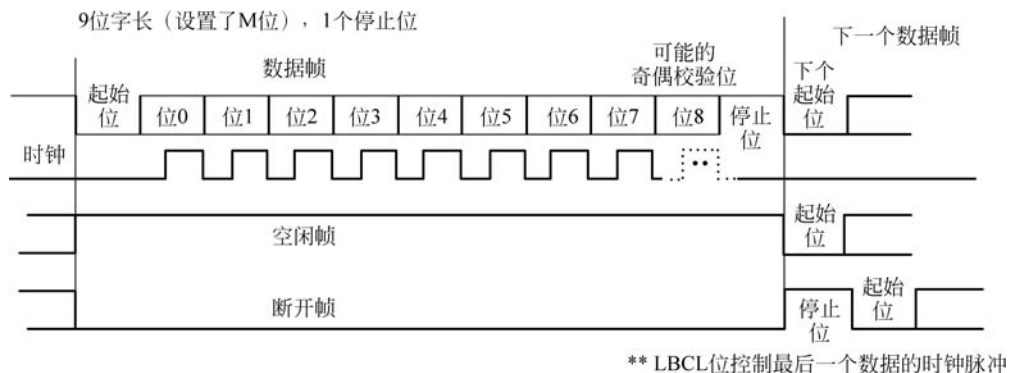 9位字长（设置了M位），1个停止位
下一个数据帧
数据帧
可能的
奇偶校验位
下个
起始
位
起始
位
位0
位1
位2
位3
位4
位5
位6
位7
位8
停止
位
时钟
**
空闲帧
起始
位
断开帧
停止
位
起始
位
** LBCL位控制最后一个数据的时钟脉冲